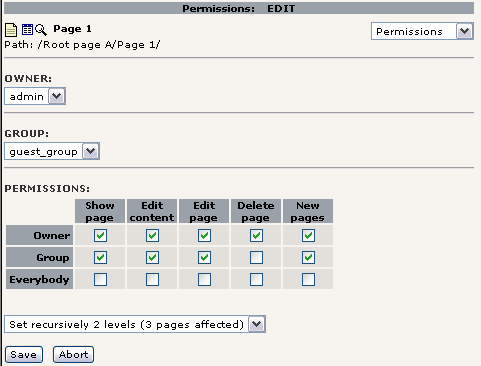 Permissions: EDIT
Page 1
Permissions
Path: /Root page A/Page 1/
OWNER:
admin
GROUP:
guest_group
PERMISSIONS:
Show page Edit content Edit page Delete page New pages
Owner
Group
Everybody
Set recursively 2 levels (3 pages affected)
Save Abort